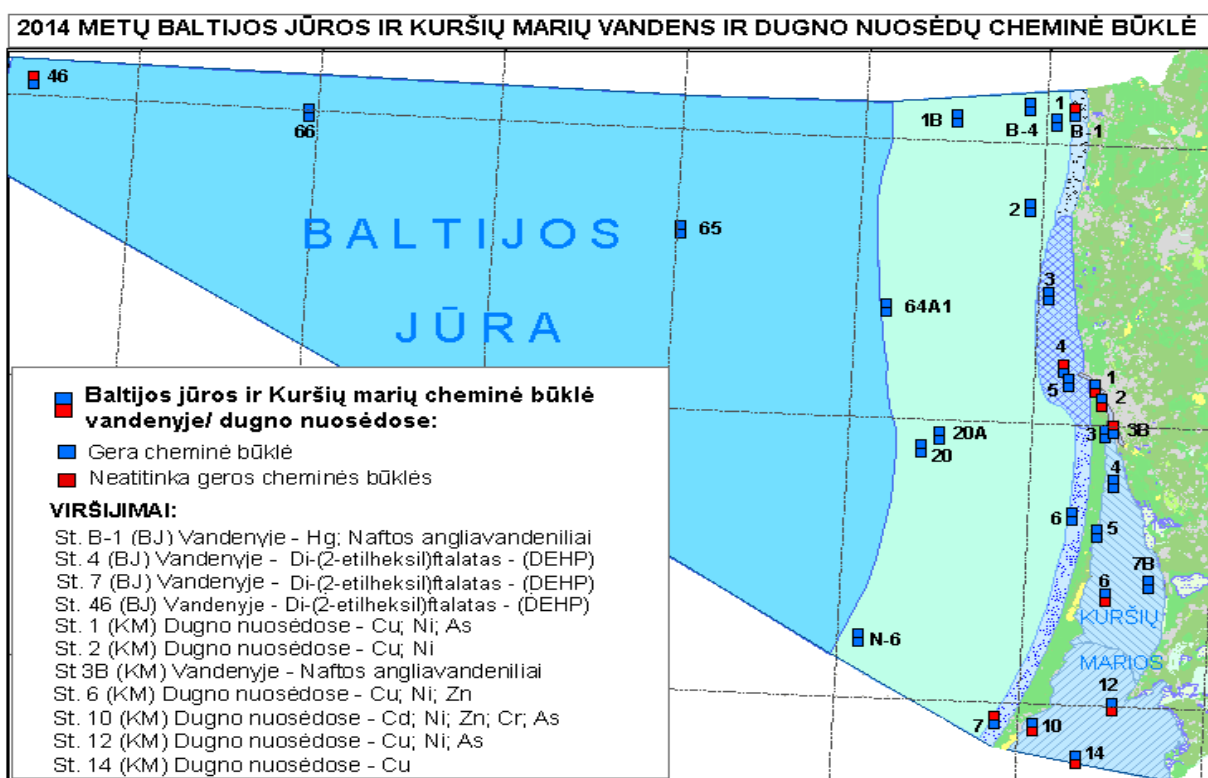 2014 METŲ BALTIJOS JŪROS IR KURŠIŲ MARIŲ VANDENS IR DUGNO NUOSĖDŲ CHEMINĖ BŪKLĖ
46
66
1B
B-4
1
B-1
2
65
BALTIJOS
JŪRA
3
64A1
4
5
1
2
3
3B
20A
20
4
6
5
7B
6
KURŠIŲ
MARIOS
N-6
12
7
10
14
Baltijos jūros ir Kuršių marių cheminė būklė
vandenyje/ dugno nuosėdose:
Gera cheminė būklė
Neatitinka geros cheminės būklės
VIRŠIJIMAI:
St. B-1 (BJ) Vandenyje - Hg; Naftos angliavandeniliai
St. 4 (BJ) Vandenyje - Di-(2-etilheksil)ftalatas - (DEHP)
St. 7 (BJ) Vandenyje - Di-(2-etilheksil)ftalatas - (DEHP)
St. 46 (BJ) Vandenyje - Di-(2-etilheksil)ftalatas - (DEHP)
St. 1 (KM) Dugno nuosėdose - Cu; Ni; As
St. 2 (KM) Dugno nuosėdose - Cu; Ni
St 3B (KM) Vandenyje - Naftos angliavandeniliai
St. 6 (KM) Dugno nuosėdose - Cu; Ni; Zn
St. 10 (KM) Dugno nuosėdose - Cd; Ni; Zn; Cr; As
St. 12 (KM) Dugno nuosėdose - Cu; Ni; As
St. 14 (KM) Dugno nuosėdose - Cu